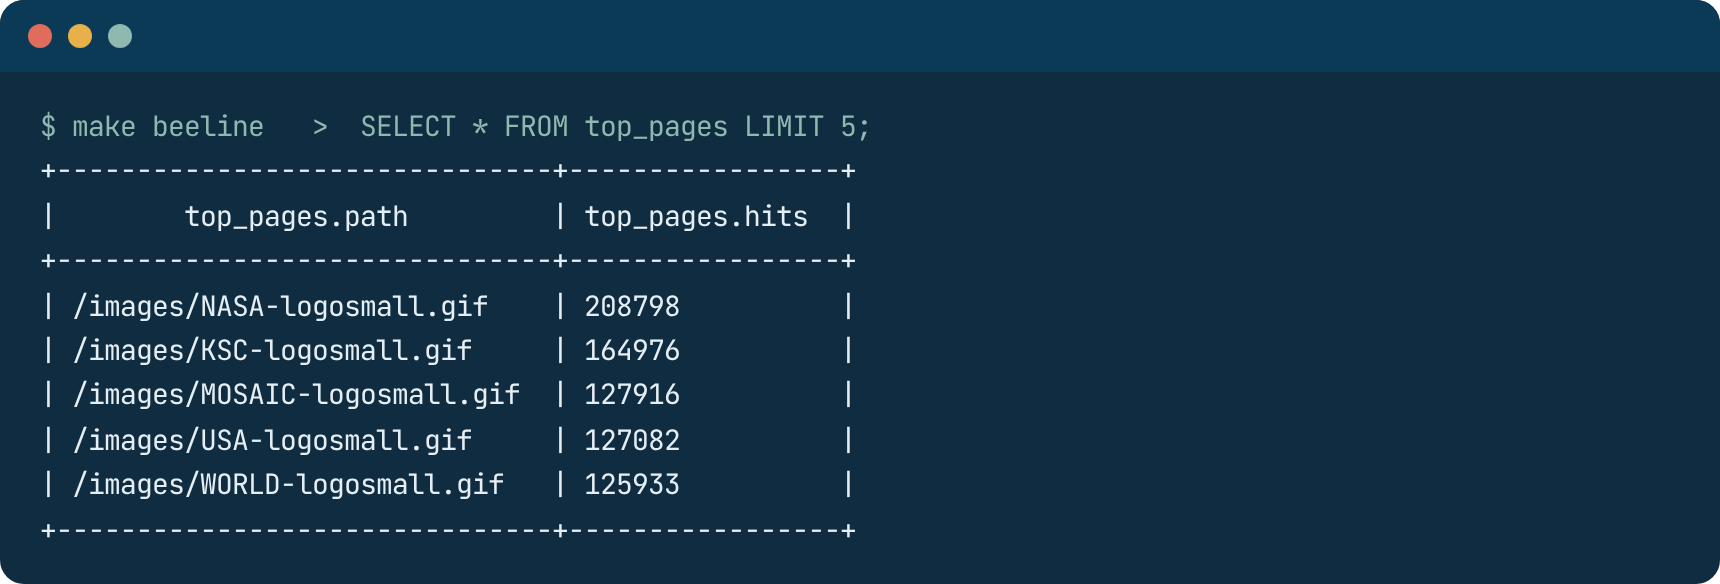 $ make beeline   >  SELECT * FROM top_pages LIMIT 5;
+-------------------------------+-----------------+
|        top_pages.path         | top_pages.hits  |
+-------------------------------+-----------------+
| /images/NASA-logosmall.gif    | 208798          |
| /images/KSC-logosmall.gif     | 164976          |
| /images/MOSAIC-logosmall.gif  | 127916          |
| /images/USA-logosmall.gif     | 127082          |
| /images/WORLD-logosmall.gif   | 125933          |
+-------------------------------+-----------------+